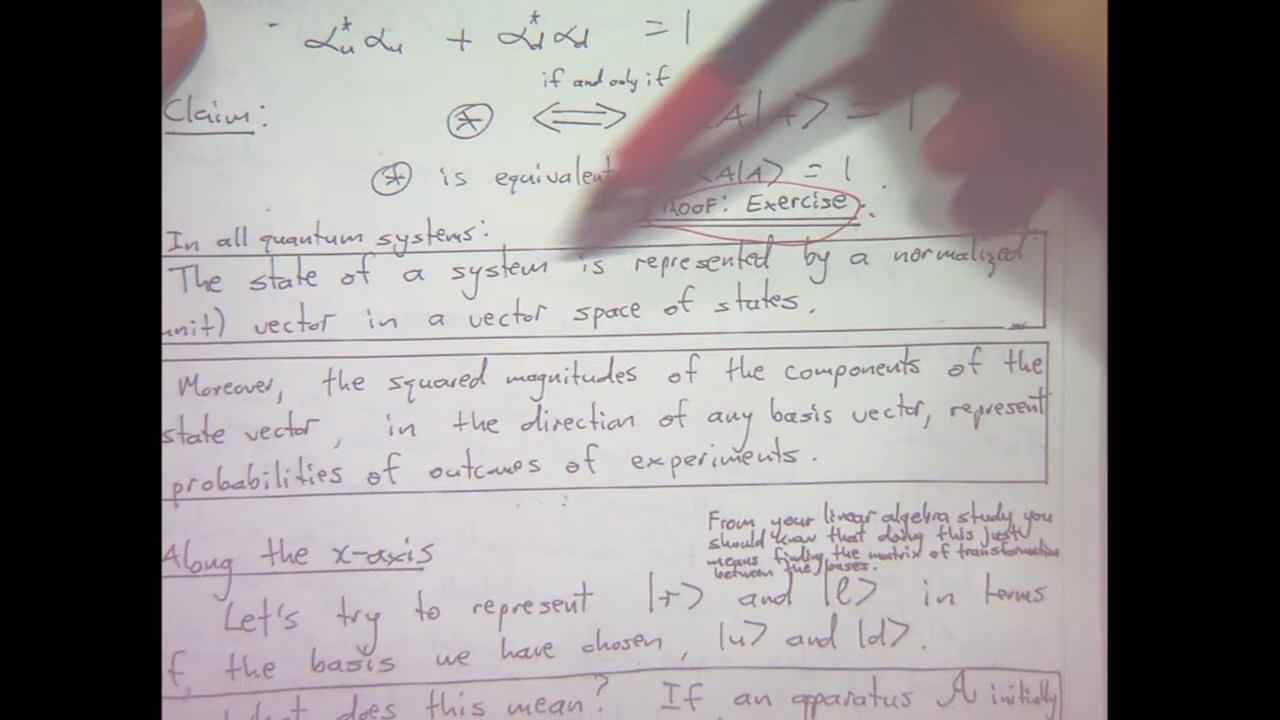 α*ᵤαᵤ + α*_dα_d = 1
if and only if
Claim: ⊛ ⟺ A|r⟩ = 1
⊛ is equivalent ⟨A|A⟩ = 1.
PROOF: Exercise.
In all quantum systems:
The state of a system is represented by a normalized
unit) vector in a vector space of states.
Moreover, the squared magnitudes of the components of the
state vector, in the direction of any basis vector, represent
probabilities of outcomes of experiments.
From your linear algebra study you
should know that doing this just
means finding the matrix of transformation
between the bases.
Along the x-axis
Let's try to represent |r⟩ and |l⟩ in terms
f the basis we have chosen, |u⟩ and |d⟩.
What does this mean? If an apparatus A initially